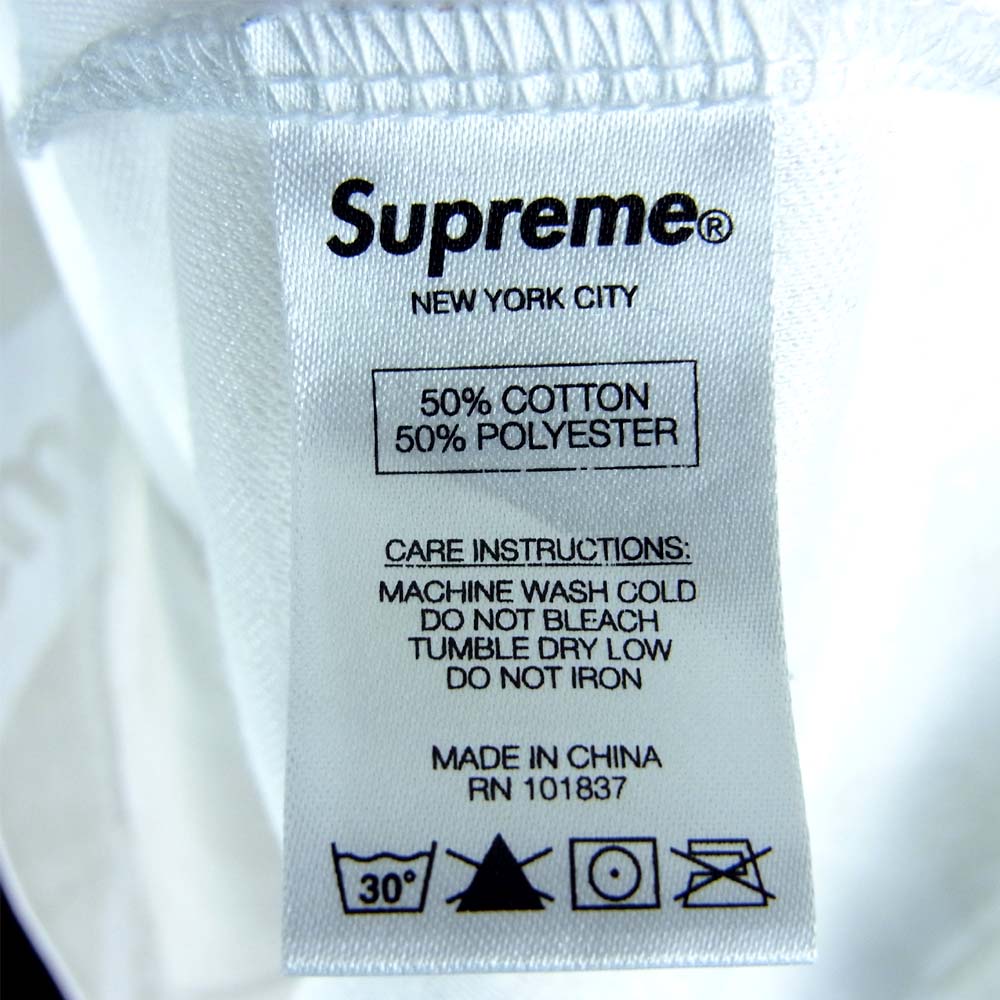 Supreme®
NEW YORK CITY
50% COTTON
50% POLYESTER
CARE INSTRUCTIONS:
MACHINE WASH COLD
DO NOT BLEACH
TUMBLE DRY LOW
DO NOT IRON
MADE IN CHINA
RN 101837
30°